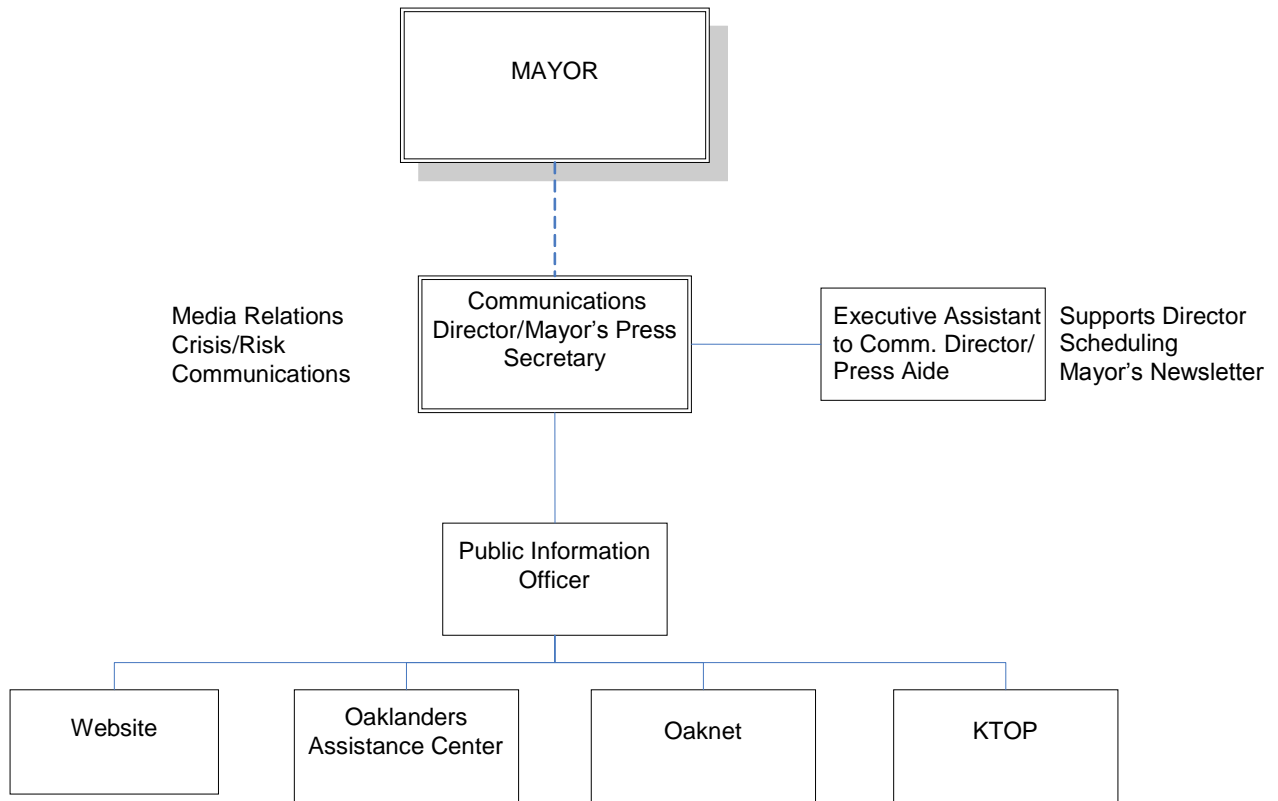 MAYOR
Media Relations
Crisis/Risk
Communications
Communications
Director/Mayor's Press
Secretary
Executive Assistant
to Comm. Director/
Press Aide
Supports Director
Scheduling
Mayor's Newsletter
Public Information
Officer
Website
Oaklanders
Assistance Center
Oaknet
KTOP